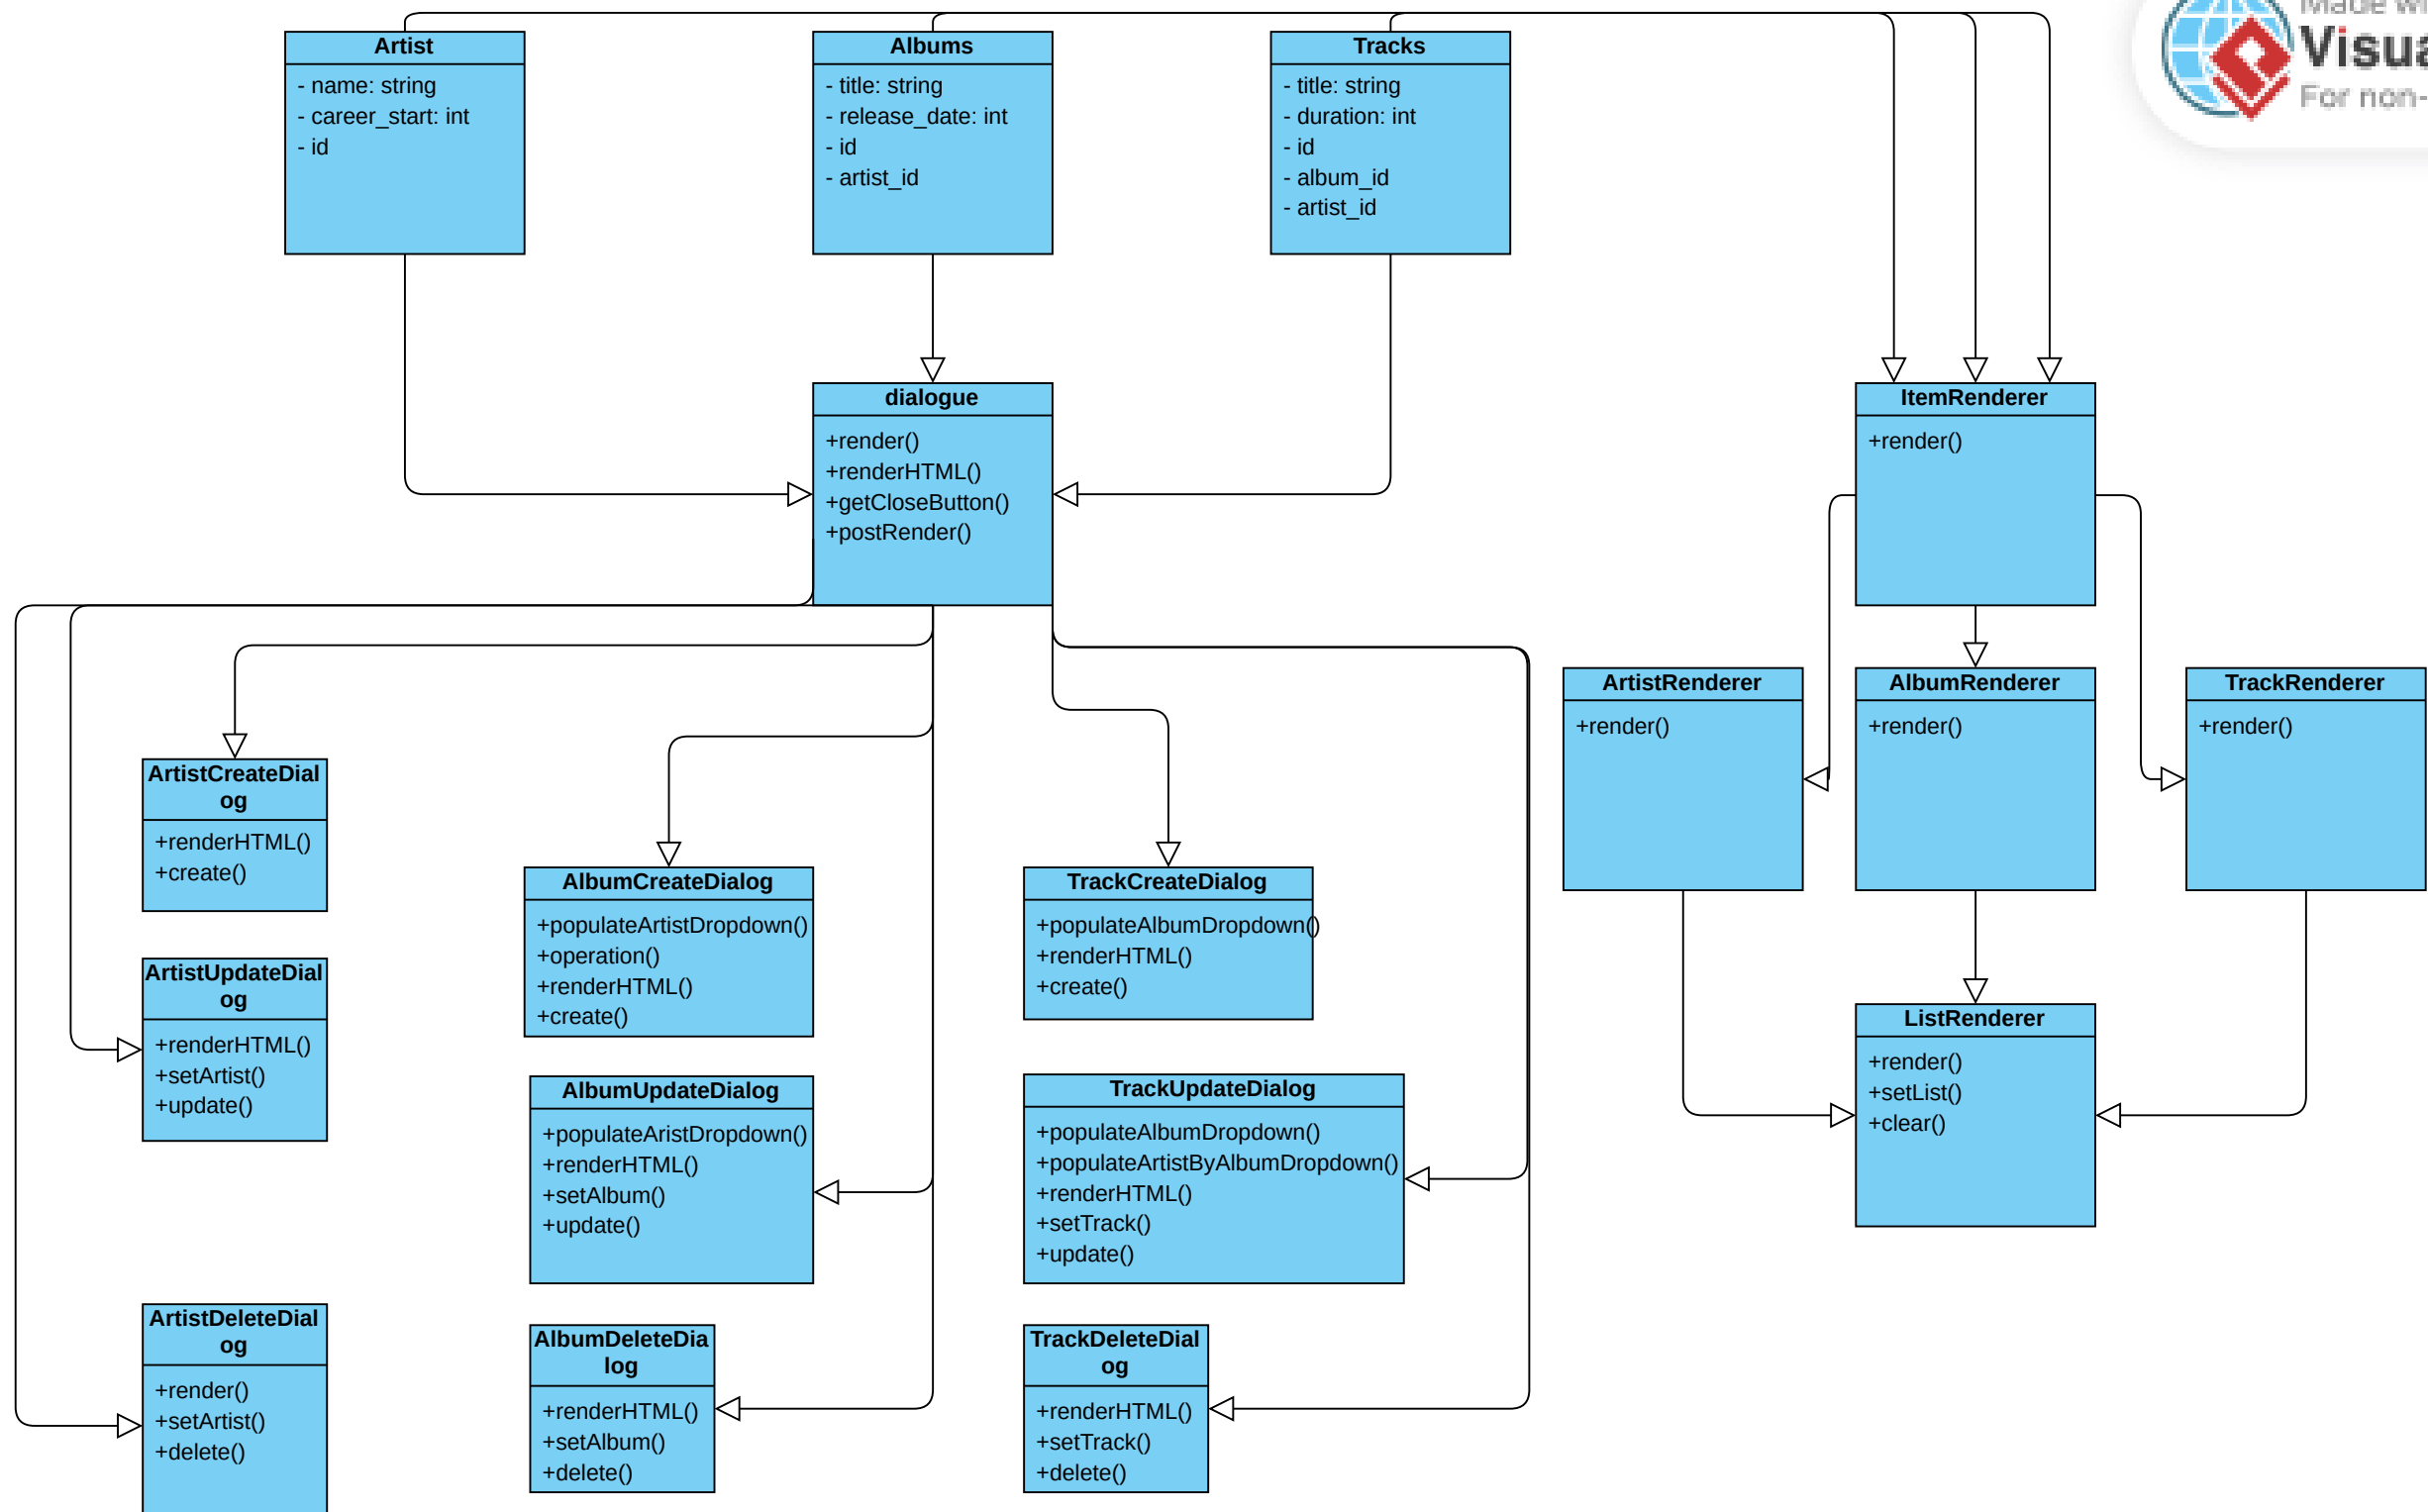 Artist
- name: string
- career_start: int
- id
Albums
- title: string
- release_date: int
- id
- artist_id
Tracks
- title: string
- duration: int
- id
- album_id
- artist_id
Made
Visua
For non-
dialogue
+render()
+renderHTML()
+getCloseButton()
+postRender()
ItemRenderer
+render()
ArtistRenderer
+render()
AlbumRenderer
+render()
TrackRenderer
+render()
ArtistCreateDial
og
+renderHTML()
+create()
AlbumCreateDialog
+populateArtistDropdown()
+operation()
+renderHTML()
+create()
TrackCreateDialog
+populateAlbumDropdown()
+renderHTML()
+create()
ArtistUpdateDial
og
+renderHTML()
+setArtist()
+update()
ListRenderer
+render()
+setList()
+clear()
AlbumUpdateDialog
+populateAristDropdown()
+renderHTML()
+setAlbum()
+update()
TrackUpdateDialog
+populateAlbumDropdown()
+populateArtistByAlbumDropdown()
+renderHTML()
+setTrack()
+update()
ArtistDeleteDial
og
+render()
+setArtist()
+delete()
AlbumDeleteDia
log
+renderHTML()
+setAlbum()
+delete()
TrackDeleteDial
og
+renderHTML()
+setTrack()
+delete()